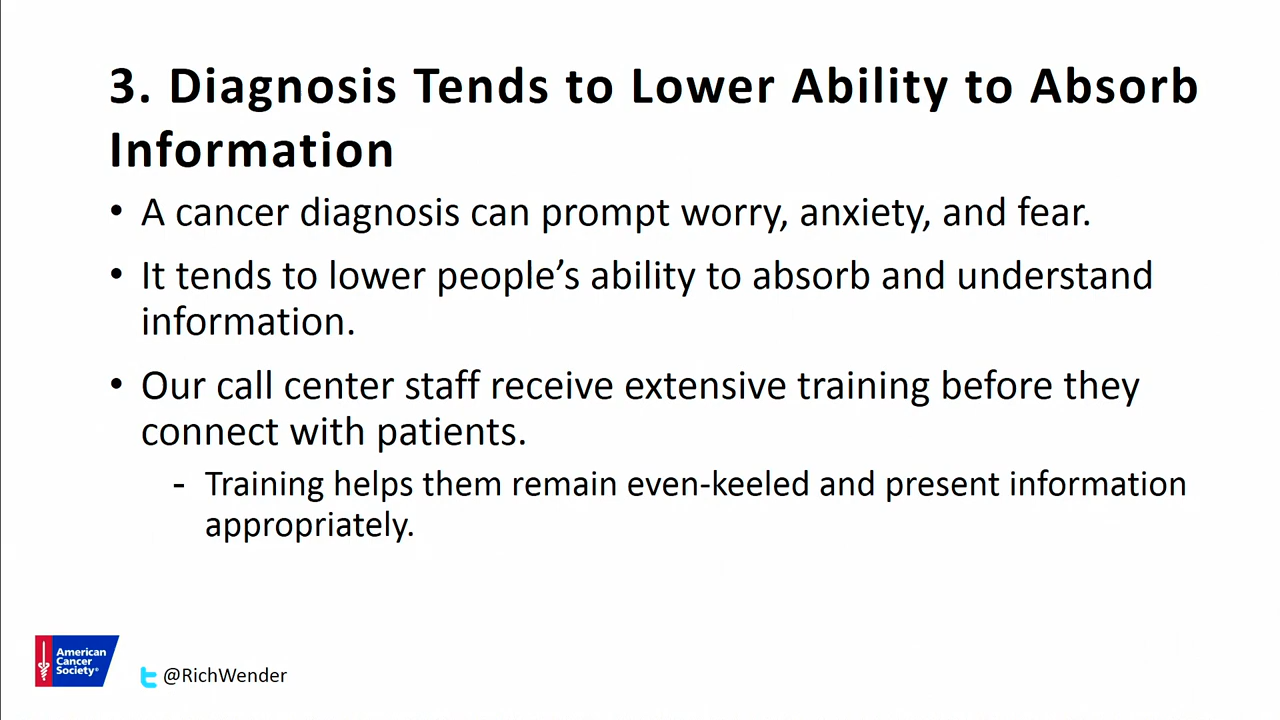 3. Diagnosis Tends to Lower Ability to Absorb
Information
• A cancer diagnosis can prompt worry, anxiety, and fear.
• It tends to lower people’s ability to absorb and understand
information.
• Our call center staff receive extensive training before they
connect with patients.
- Training helps them remain even-keeled and present information
appropriately.
American
Cancer
Society®
@RichWender